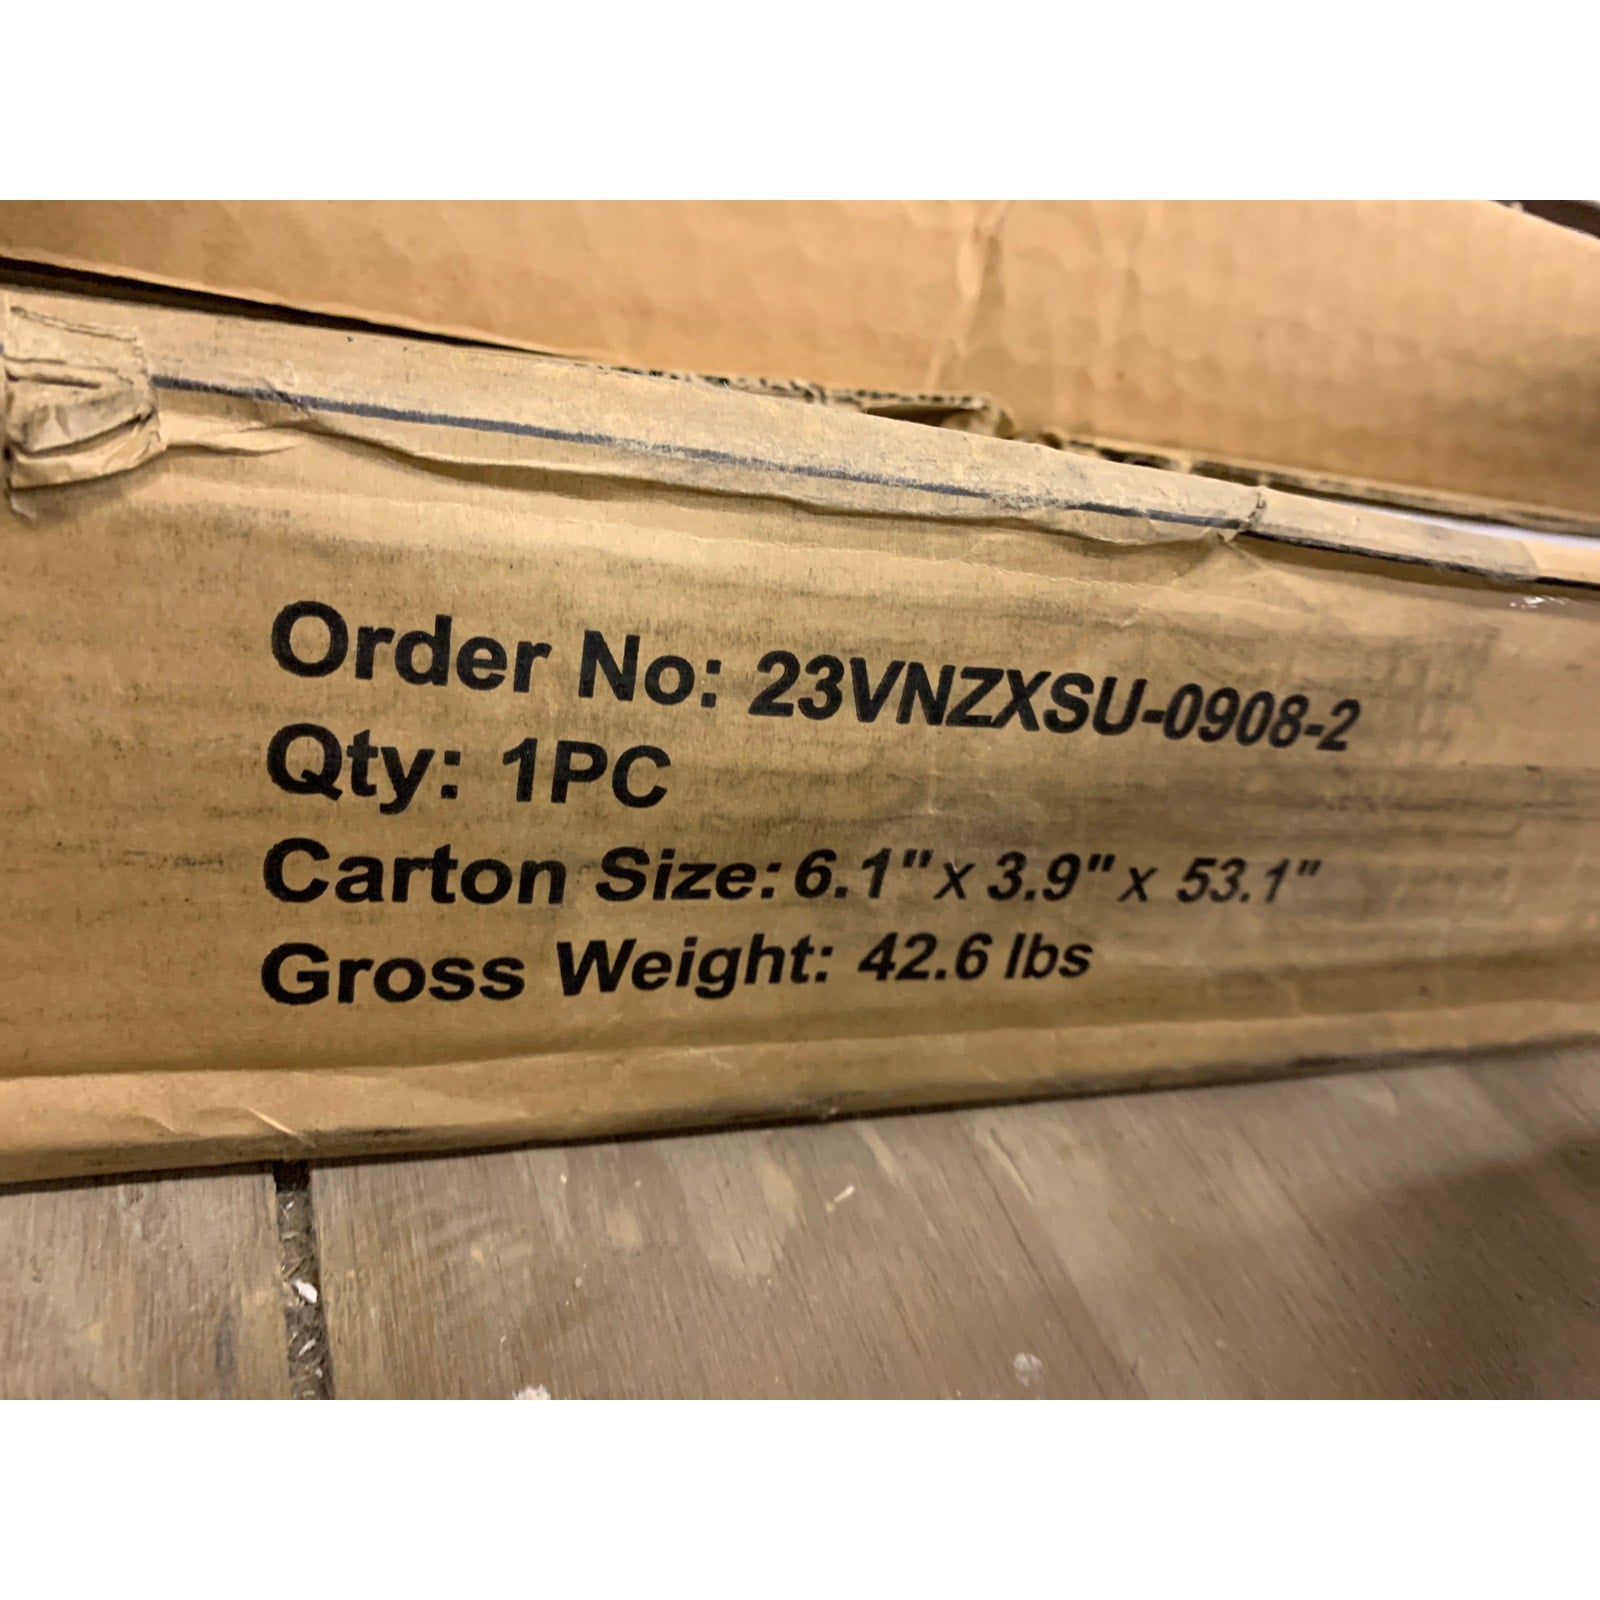 Order No: 23VNZXSU-0908-2
Qty: 1PC
Carton Size: 6.1" x 3.9" x 53.1"
Gross Weight: 42.6 lbs